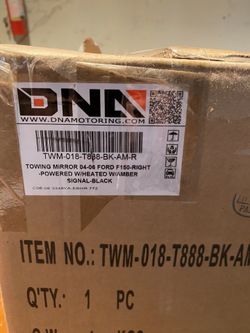 DNA
WWW.DNAMOTORING.COM
TWM-018-T888-BK-AM-R
TOWING MIRROR 04-06 FORD F150-RIGHT
-POWERED W/HEATED W/AMBER
SIGNAL-BLACK
ITEM NO.: TWM-018-T888-BK-AM
Q'TY.: 1 PC